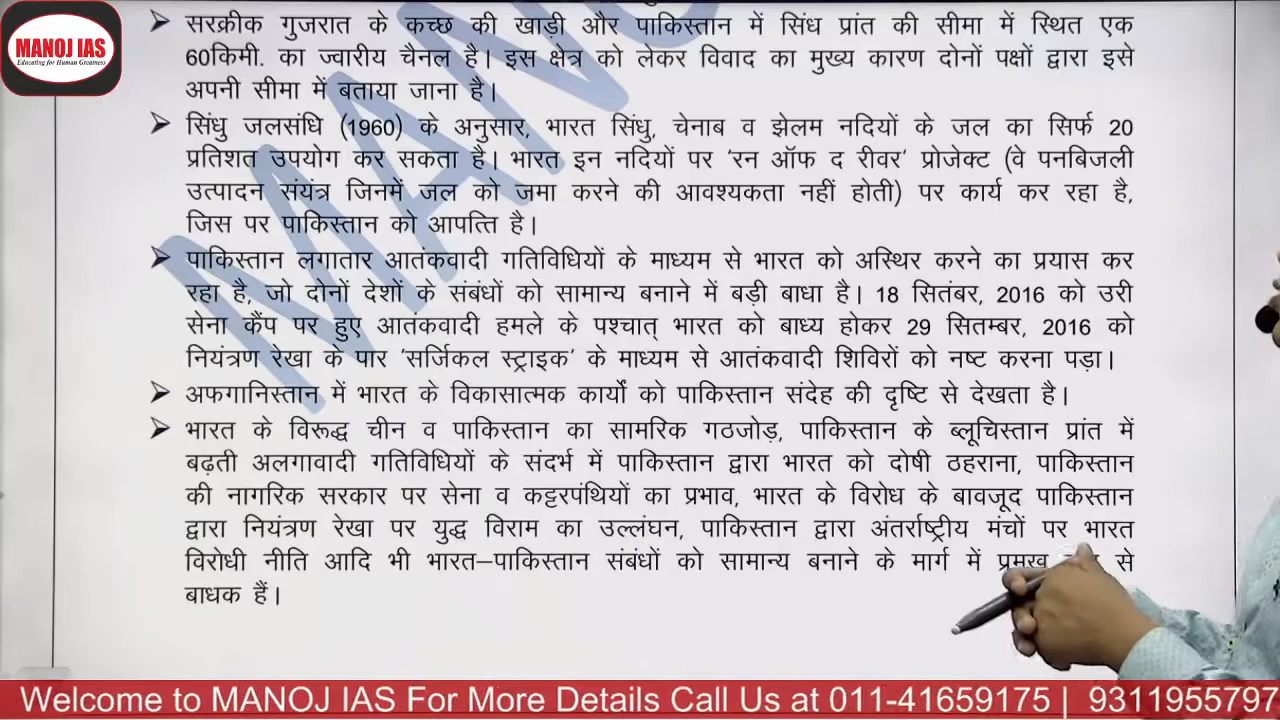 MANOJ IAS
Educating for Human Greatness
➢ सरक्रीक गुजरात के कच्छ की खाड़ी और पाकिस्तान में सिंध प्रांत की सीमा में स्थित एक
60किमी. का ज्वारीय चैनल है। इस क्षेत्र को लेकर विवाद का मुख्य कारण दोनों पक्षों द्वारा इसे
अपनी सीमा में बताया जाना है।
➢ सिंधु जलसंधि (1960) के अनुसार, भारत सिंधु, चेनाब व झेलम नदियों के जल का सिर्फ 20
प्रतिशत उपयोग कर सकता है। भारत इन नदियों पर ‘रन ऑफ द रीवर’ प्रोजेक्ट (वे पनबिजली
उत्पादन संयंत्र जिनमें जल को जमा करने की आवश्यकता नहीं होती) पर कार्य कर रहा है,
जिस पर पाकिस्तान को आपत्ति है।
➢ पाकिस्तान लगातार आतंकवादी गतिविधियों के माध्यम से भारत को अस्थिर करने का प्रयास कर
रहा है, जो दोनों देशों के संबंधों को सामान्य बनाने में बड़ी बाधा है। 18 सितंबर, 2016 को उरी
सेना कैंप पर हुए आतंकवादी हमले के पश्चात् भारत को बाध्य होकर 29 सितम्बर, 2016 को
नियंत्रण रेखा के पार ‘सर्जिकल स्ट्राइक’ के माध्यम से आतंकवादी शिविरों को नष्ट करना पड़ा।
➢ अफगानिस्तान में भारत के विकासात्मक कार्यों को पाकिस्तान संदेह की दृष्टि से देखता है।
➢ भारत के विरूद्ध चीन व पाकिस्तान का सामरिक गठजोड़, पाकिस्तान के ब्लूचिस्तान प्रांत में
बढ़ती अलगावादी गतिविधियों के संदर्भ में पाकिस्तान द्वारा भारत को दोषी ठहराना, पाकिस्तान
की नागरिक सरकार पर सेना व कट्टरपंथियों का प्रभाव, भारत के विरोध के बावजूद पाकिस्तान
द्वारा नियंत्रण रेखा पर युद्ध विराम का उल्लंघन, पाकिस्तान द्वारा अंतर्राष्ट्रीय मंचों पर भारत
विरोधी नीति आदि भी भारत–पाकिस्तान संबंधों को सामान्य बनाने के मार्ग में से
बाधक हैं।
Welcome to MANOJ IAS For More Details Call Us at 011-41659175 | 9311955797